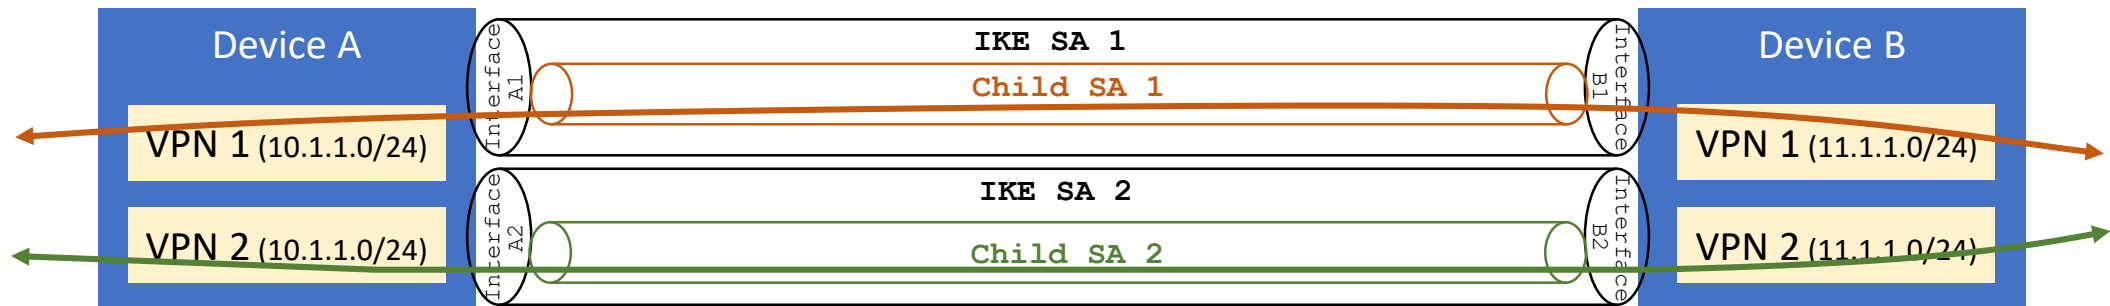 Device A
VPN 1 (10.1.1.0/24)
VPN 2 (10.1.1.0/24)
Interface
A1
Interface
A2
IKE SA 1
Child SA 1
IKE SA 2
Child SA 2
Interface
B1
Interface
B2
Device B
VPN 1 (11.1.1.0/24)
VPN 2 (11.1.1.0/24)